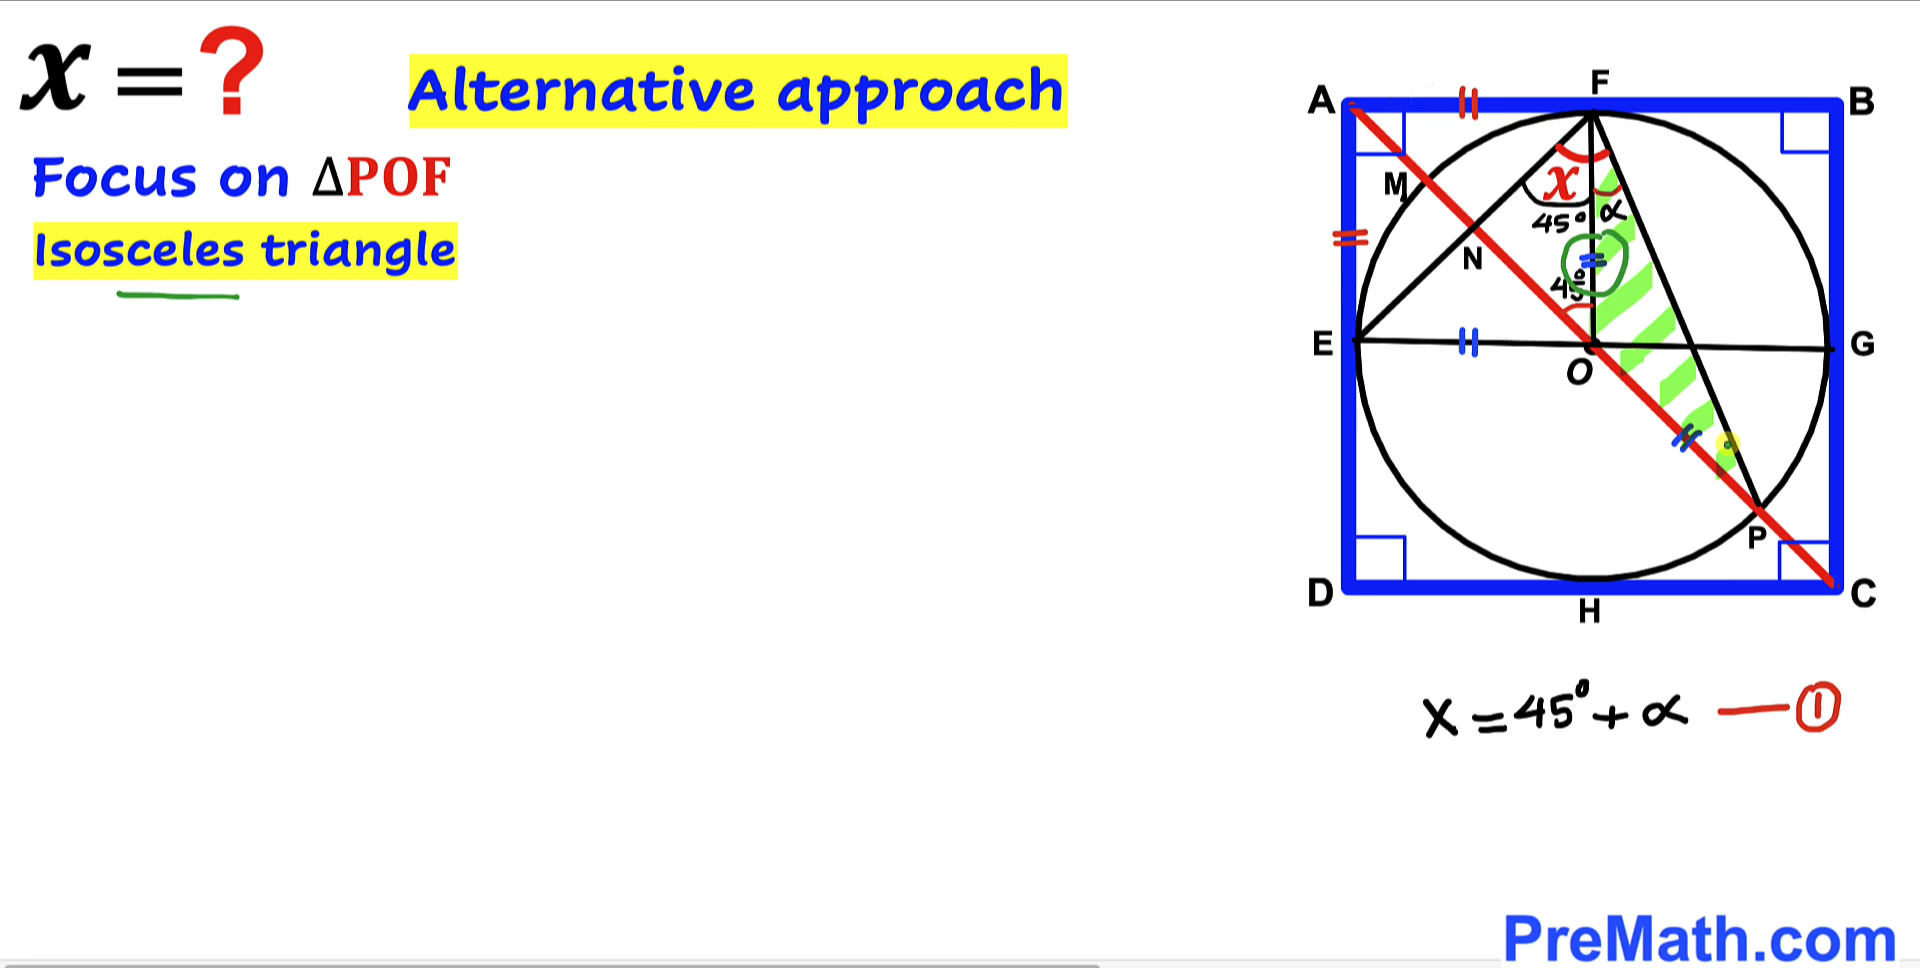 x = ?
Alternative approach
Focus on ΔPOF
Isosceles triangle
A
F
B
M
x
45° α
N
45°
E
G
O
P
D
C
H
x = 45° + α — ①
PreMath.com